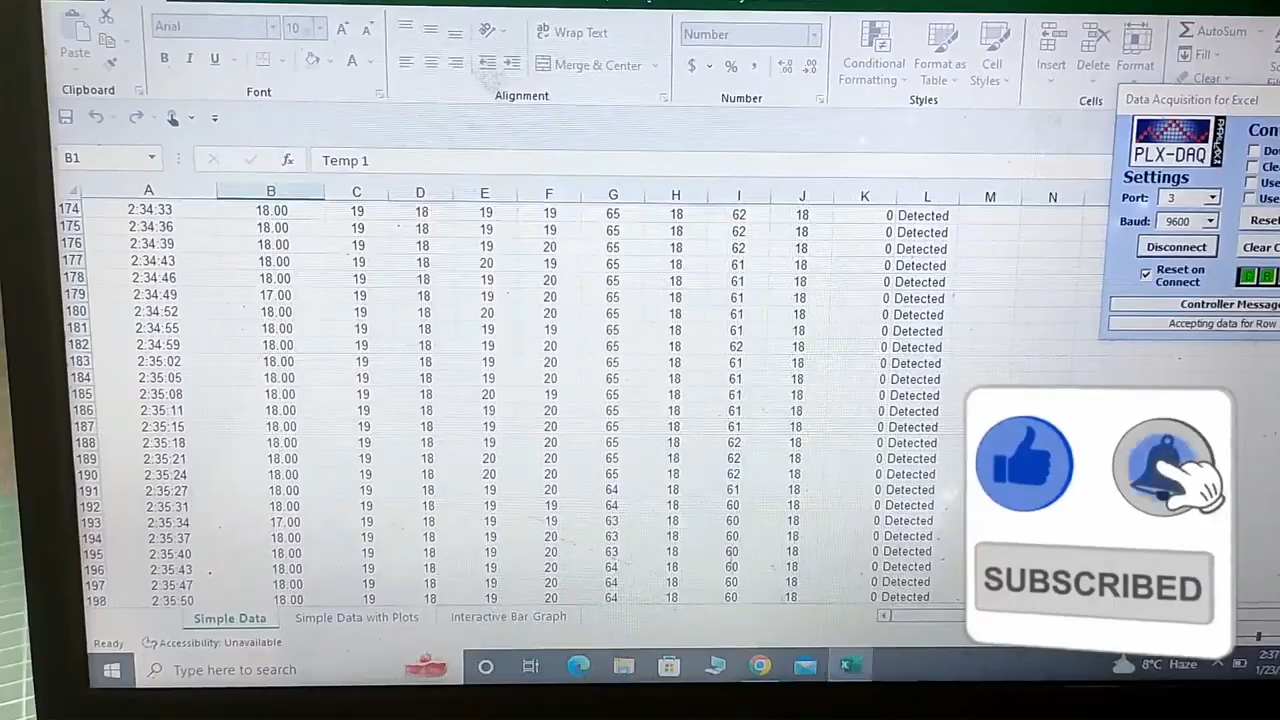 Arial 10
Wrap Text
Number
AutoSum
Paste
B I U
Merge & Center
$ % ,
Conditional Formatting
Format as Table
Cell Styles
Insert Delete Format
Fill
Clear
Clipboard
Font
Alignment
Number
Styles
Cells
B1 fx Temp 1
A B C D E F G H I J K L M N
174 2:34:33 18.00 19 18 19 19 65 18 62 18 0 Detected
175 2:34:36 18.00 19 18 19 19 65 18 62 18 0 Detected
176 2:34:39 18.00 19 18 19 20 65 18 62 18 0 Detected
177 2:34:43 18.00 19 18 20 19 65 18 61 18 0 Detected
178 2:34:46 18.00 19 18 19 20 65 18 61 18 0 Detected
179 2:34:49 17.00 19 18 19 20 65 18 61 18 0 Detected
180 2:34:52 18.00 19 18 20 20 65 18 61 18 0 Detected
181 2:34:55 18.00 19 18 19 19 65 18 61 18 0 Detected
182 2:34:59 18.00 19 18 19 20 65 18 62 18 0 Detected
183 2:35:02 18.00 19 18 19 20 65 18 61 18 0 Detected
184 2:35:05 18.00 19 18 19 20 65 18 61 18 0 Detected
185 2:35:08 18.00 19 18 20 19 65 18 61 18 0 Detected
186 2:35:11 18.00 19 18 19 20 65 18 61 18 0 Detected
187 2:35:15 18.00 19 18 19 20 65 18 61 18 0 Detected
188 2:35:18 18.00 19 18 19 20 65 18 62 18 0 Detected
189 2:35:21 18.00 19 18 20 20 65 18 62 18 0 Detected
190 2:35:24 18.00 19 18 19 20 65 18 62 18 0 Detected
191 2:35:27 18.00 19 18 19 20 64 18 61 18 0 Detected
192 2:35:31 18.00 19 18 19 19 64 18 60 18 0 Detected
193 2:35:34 17.00 19 18 19 20 63 18 60 18 0 Detected
194 2:35:37 18.00 19 18 19 20 63 18 60 18 0 Detected
195 2:35:40 18.00 19 18 19 20 63 18 60 18 0 Detected
196 2:35:43 18.00 19 18 19 20 64 18 60 18 0 Detected
197 2:35:47 18.00 19 18 19 20 64 18 60 18 0 Detected
198 2:35:50 18.00 19 18 19 20 64 18 60 18 0 Detected
Data Acquisition for Excel
PLX-DAQ
Settings
Port: 3
Baud: 9600
Disconnect
Reset on
Connect
Clear
Accepting data for Row
SUBSCRIBED
Simple Data Simple Data with Plots Interactive Bar Graph
Ready Accessibility: Unavailable
Type here to search
8°C Haze